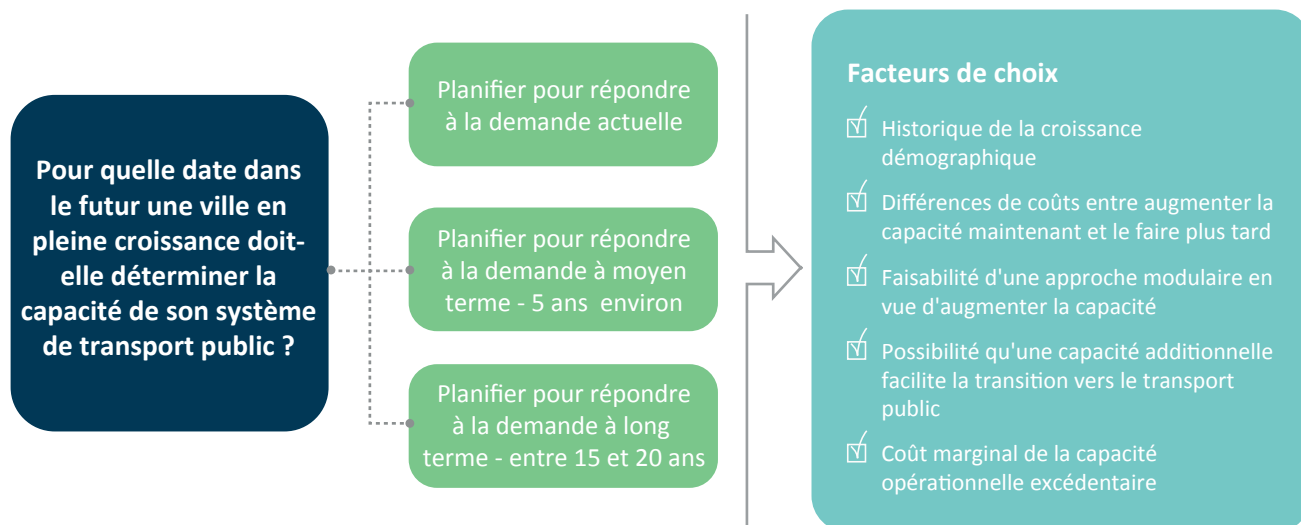 Pour quelle date dans
le futur une ville en
pleine croissance doit-
elle déterminer la
capacité de son système
de transport public ?
Planifier pour répondre
à la demande actuelle
Planifier pour répondre
à la demande à moyen
terme - 5 ans  environ
Planifier pour répondre
à la demande à long
terme - entre 15 et 20 ans
Facteurs de choix
Historique de la croissance
démographique
Différences de coûts entre augmenter la
capacité maintenant et le faire plus tard
Faisabilité d'une approche modulaire en
vue d'augmenter la capacité
Possibilité qu'une capacité additionnelle
facilite la transition vers le transport
public
Coût marginal de la capacité
opérationnelle excédentaire